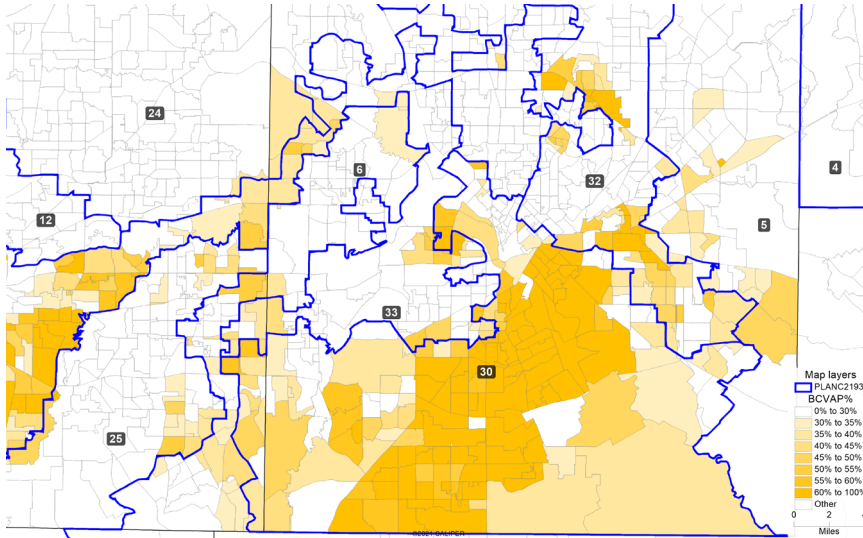 24
6
32
4
12
5
33
30
25
Map layers
PLANC2193
BCVAP%
0% to 30%
30% to 35%
35% to 40%
40% to 45%
45% to 50%
50% to 55%
55% to 60%
60% to 100%
Other
0 2 4
Miles
©2021 CALIPER